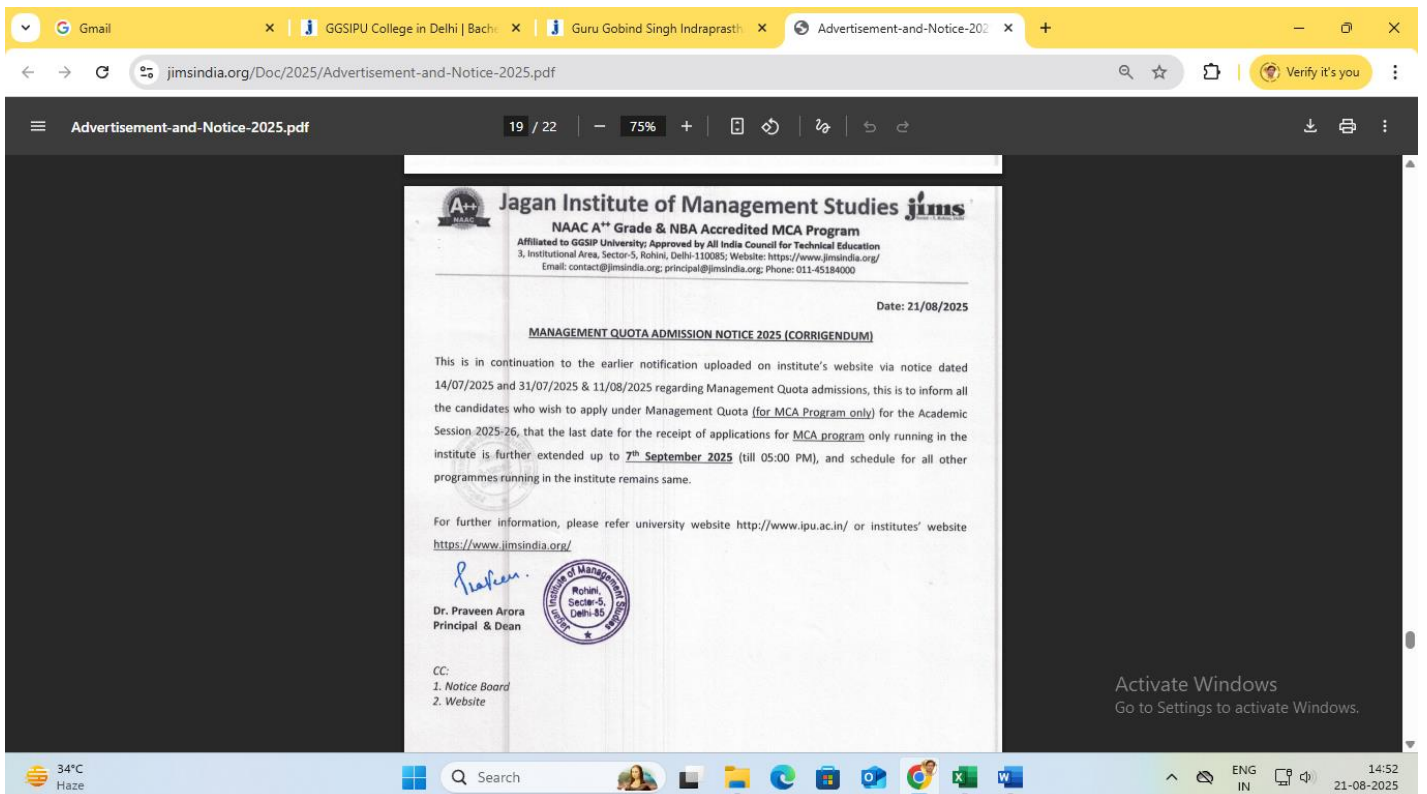 Gmail
GGSIPU College in Delhi | Bache
Guru Gobind Singh Indraprasth
Advertisement-and-Notice-202
jimsindia.org/Doc/2025/Advertisement-and-Notice-2025.pdf
Verify it's you
Advertisement-and-Notice-2025.pdf
19 / 22
75%
A++
NAAC
Jagan Institute of Management Studies
jims
NAAC A++ Grade & NBA Accredited MCA Program
Affiliated to GGSIP University; Approved by All India Council for Technical Education
3, Institutional Area, Sector-5, Rohini, Delhi-110085; Website: https://www.jimsindia.org/
Email: contact@jimsindia.org; principal@jimsindia.org; Phone: 011-45184000
Date: 21/08/2025
MANAGEMENT QUOTA ADMISSION NOTICE 2025 (CORRIGENDUM)
This is in continuation to the earlier notification uploaded on institute's website via notice dated
14/07/2025 and 31/07/2025 & 11/08/2025 regarding Management Quota admissions, this is to inform all
the candidates who wish to apply under Management Quota (for MCA Program only) for the Academic
Session 2025-26, that the last date for the receipt of applications for MCA program only running in the
institute is further extended up to 7th September 2025 (till 05:00 PM), and schedule for all other
programmes running in the institute remains same.
For further information, please refer university website http://www.ipu.ac.in/ or institutes' website
https://www.jimsindia.org/
Praveen.
Jagan Institute of Management Studies
Rohini,
Sector-5,
Delhi-85
Dr. Praveen Arora
Principal & Dean
CC:
1. Notice Board
2. Website
Activate Windows
Go to Settings to activate Windows.
34°C
Haze
Search
ENG
IN
14:52
21-08-2025